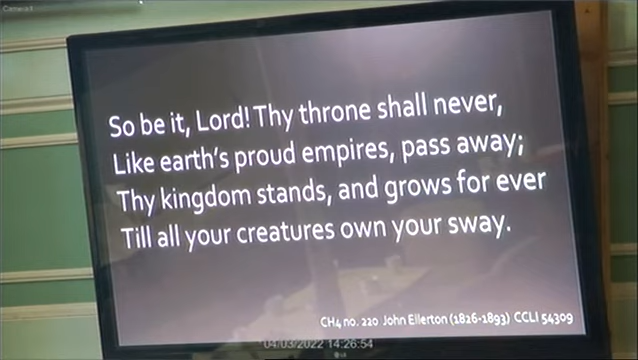 Camera1
So be it, Lord! Thy throne shall never,
Like earth's proud empires, pass away;
Thy kingdom stands, and grows for ever
Till all your creatures own your sway.
CH4 no. 220 John Ellerton (1826-1893) CCLI 54309
04/03/2022 14:26:54
LG